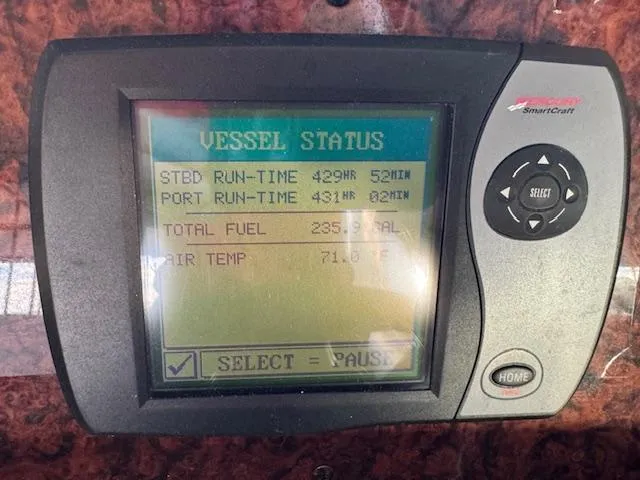 VESSEL STATUS
STBD RUN-TIME 429HR 52MIN
PORT RUN-TIME 431HR 02MIN
TOTAL FUEL 235.9 GAL
AIR TEMP 71.0 °F
SELECT = PAUSE
MERCURY
SmartCraft
SELECT
HOME